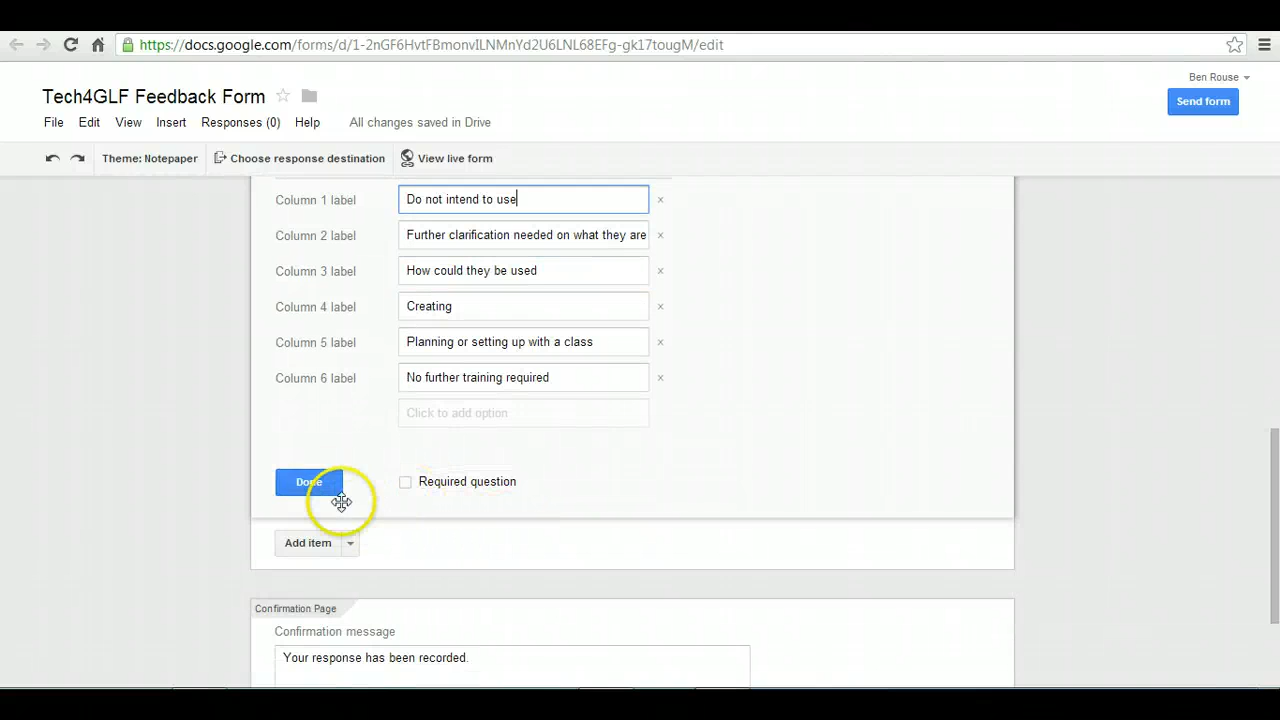 https://docs.google.com/forms/d/1-2nGF6HvtFBmonvILNMnYd2U6LNL68EFg-gk17tougM/edit
Ben Rouse
Tech4GLF Feedback Form
Send form
File Edit View Insert Responses (0) Help All changes saved in Drive
Theme: Notepaper Choose response destination View live form
Column 1 label Do not intend to use x
Column 2 label Further clarification needed on what they are x
Column 3 label How could they be used x
Column 4 label Creating x
Column 5 label Planning or setting up with a class x
Column 6 label No further training required x
Click to add option
Done Required question
Add item
Confirmation Page
Confirmation message
Your response has been recorded.